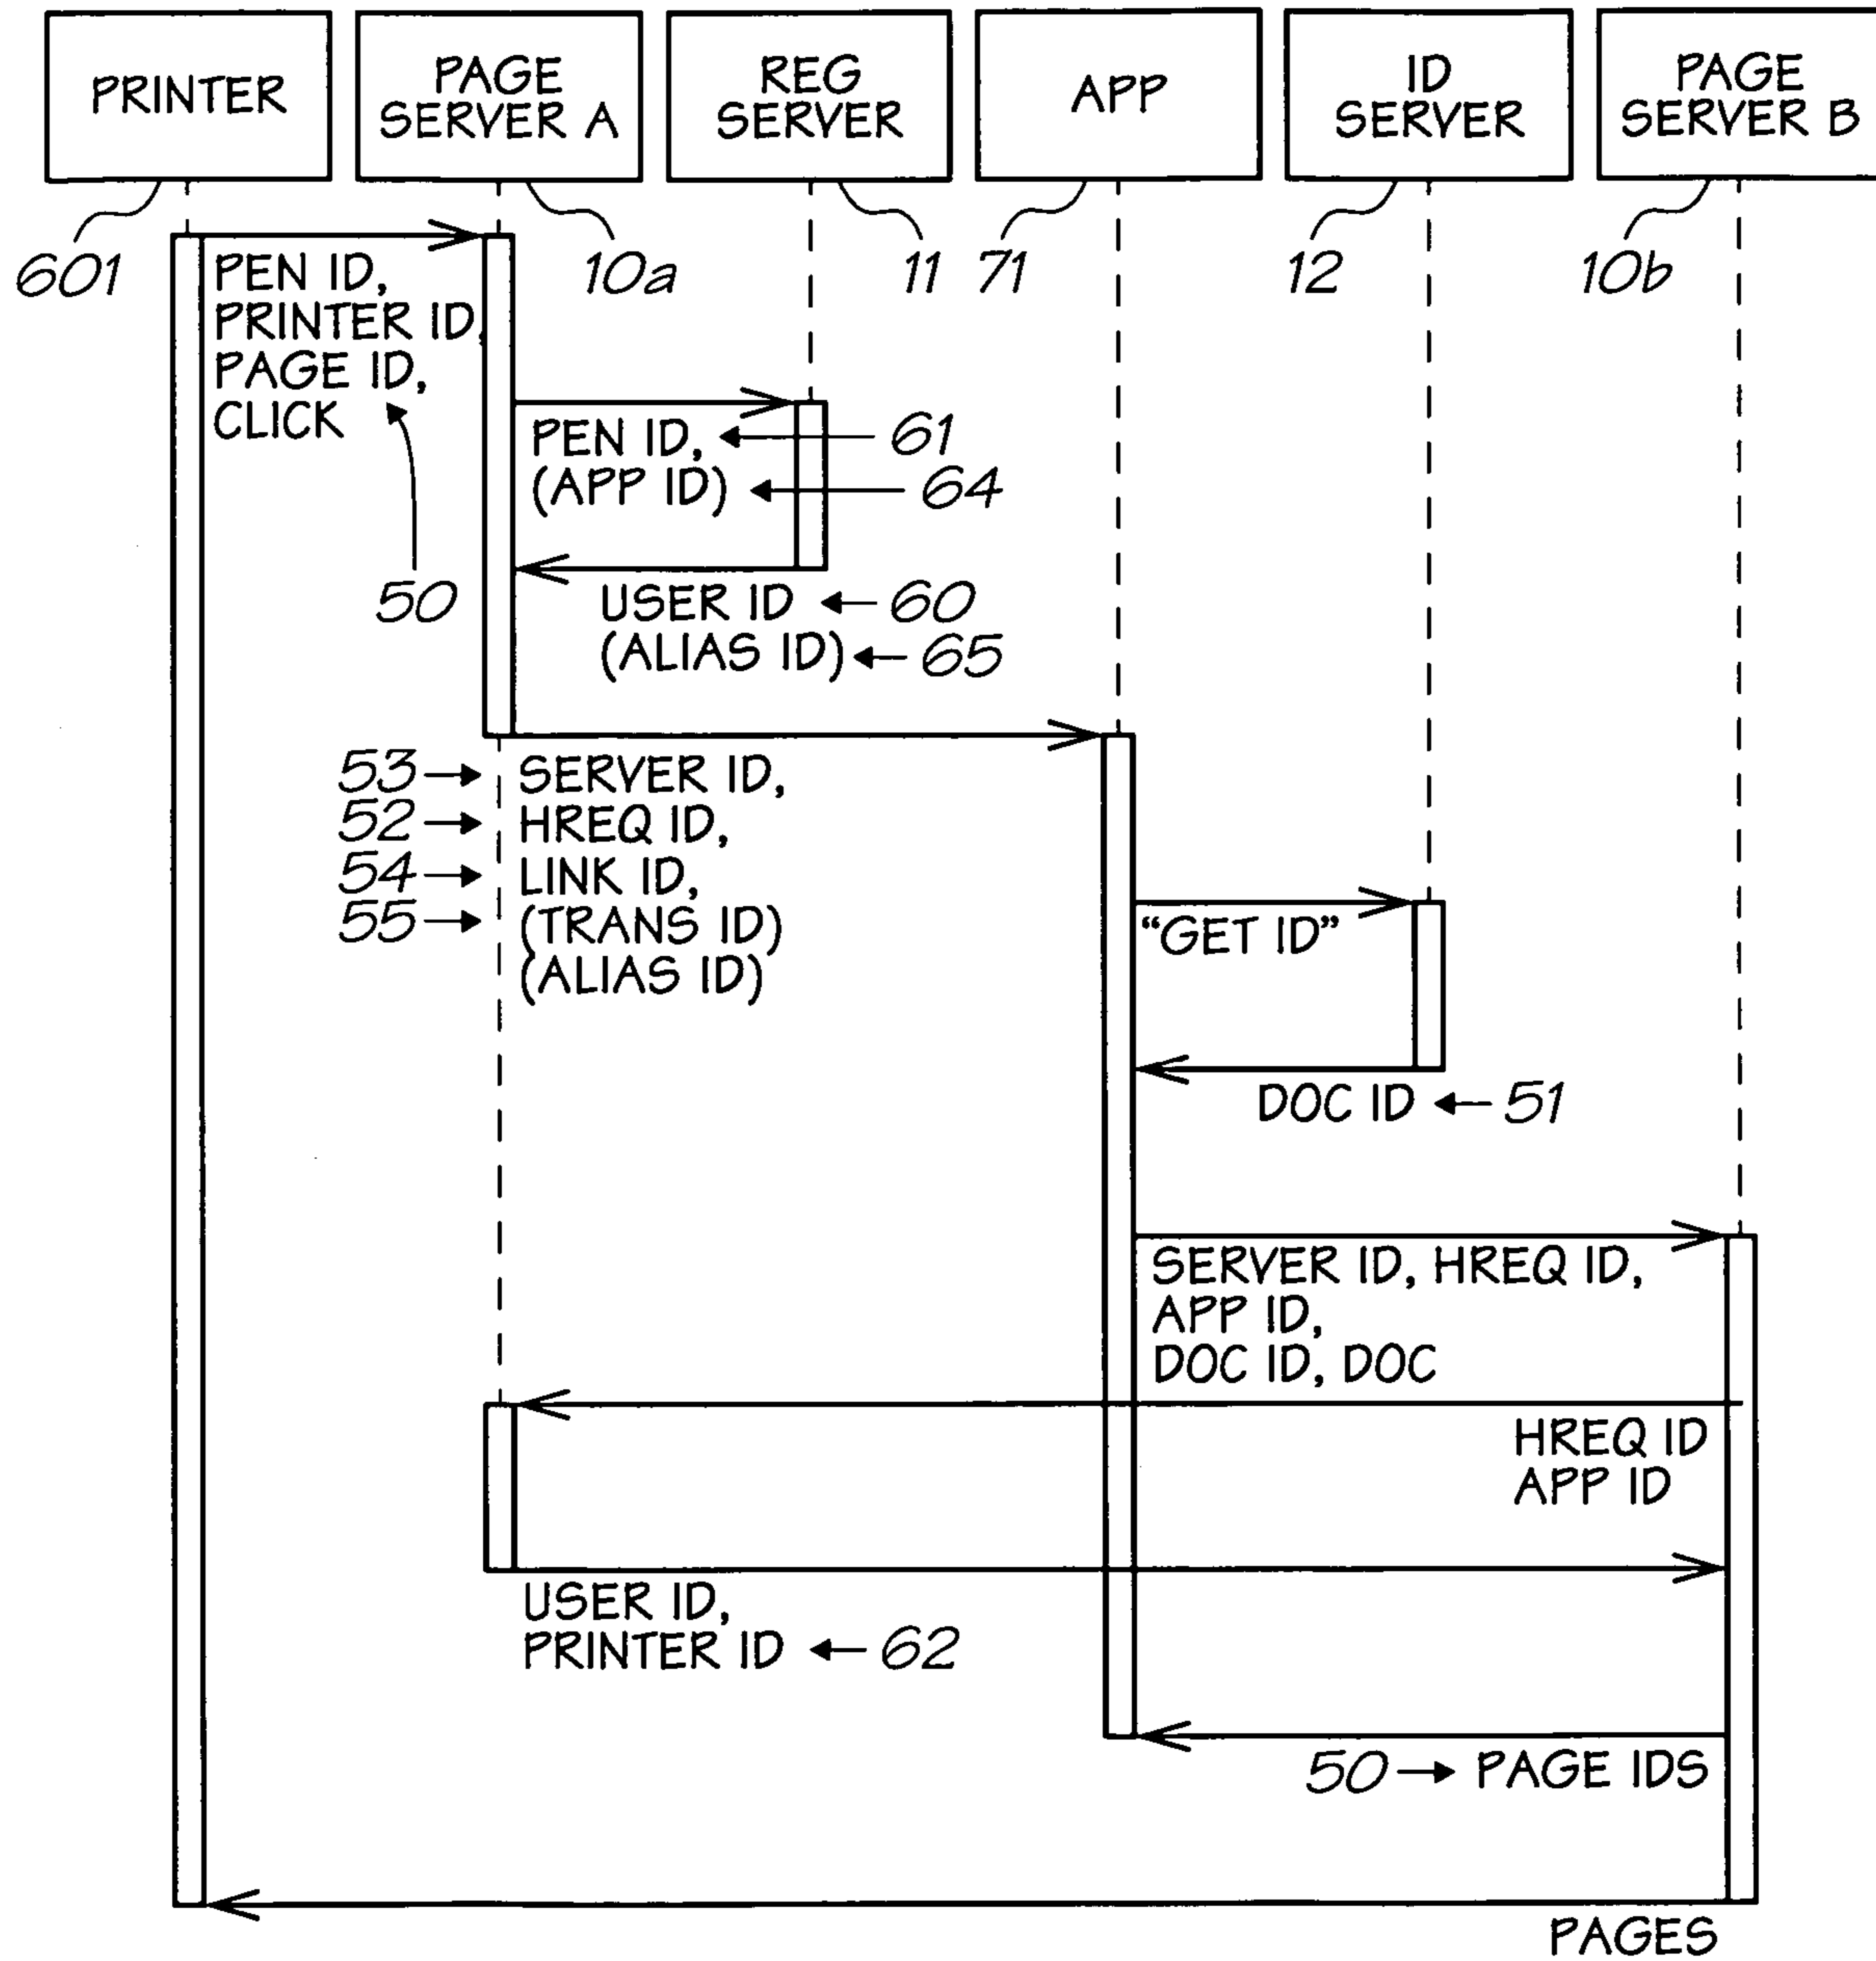 PRINTER
PAGE
SERVER A
REG
SERVER
APP
ID
SERVER
PAGE
SERVER B
601
10a
11
71
12
10b
PEN ID,
PRINTER ID,
PAGE ID,
CLICK
50
PEN ID,
(APP ID)
61
64
USER ID
(ALIAS ID)
60
65
53
52
54
55
SERVER ID,
HREQ ID,
LINK ID,
(TRANS ID)
(ALIAS ID)
“GET ID”
DOC ID
51
SERVER ID, HREQ ID,
APP ID,
DOC ID, DOC
HREQ ID
APP ID
USER ID,
PRINTER ID
62
50
PAGE IDS
PAGES